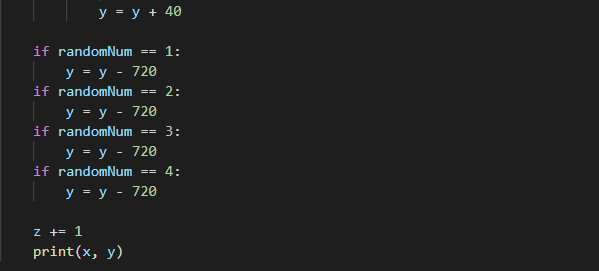 y = y + 40
if randomNum == 1:
y = y - 720
if randomNum == 2:
y = y - 720
if randomNum == 3:
y = y - 720
if randomNum == 4:
y = y - 720
z += 1
print(x, y)